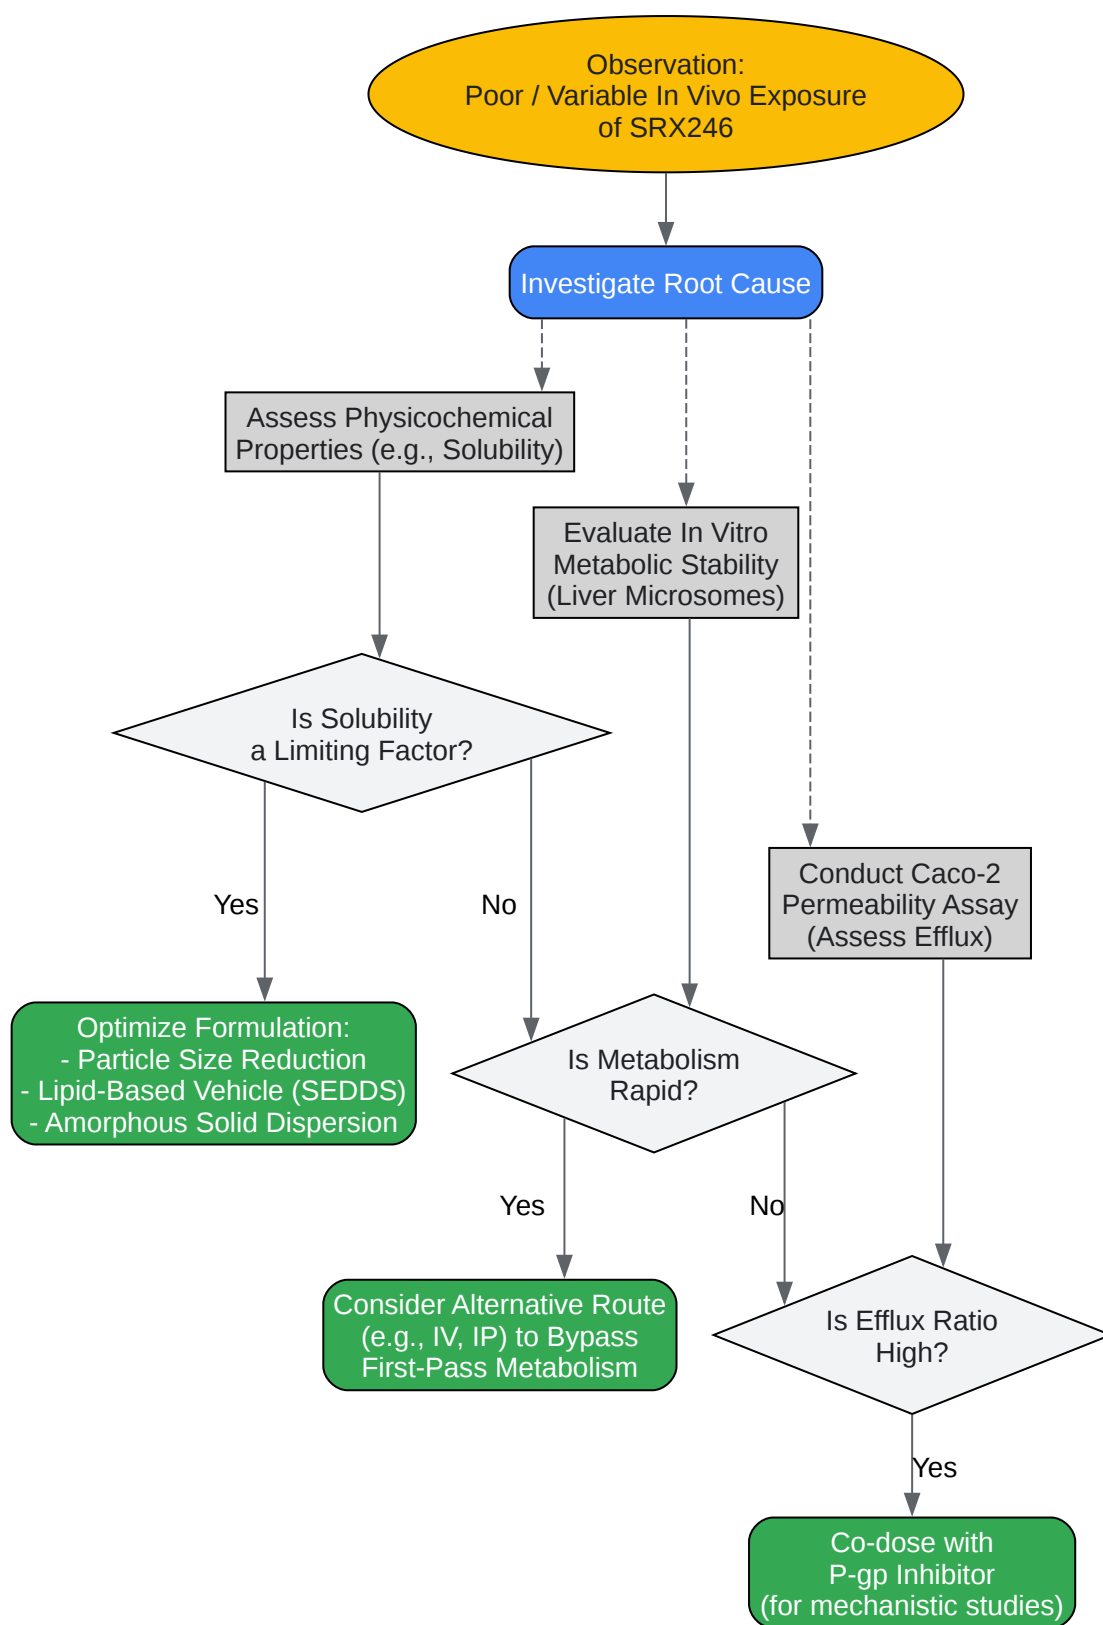 Observation:
Poor / Variable In Vivo Exposure
of SRX246
Investigate Root Cause
Assess Physicochemical
Properties (e.g., Solubility)
Evaluate In Vitro
Metabolic Stability
(Liver Microsomes)
Is Solubility
a Limiting Factor?
Conduct Caco-2
Permeability Assay
(Assess Efflux)
Yes
No
Optimize Formulation:
- Particle Size Reduction
- Lipid-Based Vehicle (SEDDS)
- Amorphous Solid Dispersion
Is Metabolism
Rapid?
Yes
No
Consider Alternative Route
(e.g., IV, IP) to Bypass
First-Pass Metabolism
Is Efflux Ratio
High?
Yes
Co-dose with
P-gp Inhibitor
(for mechanistic studies)